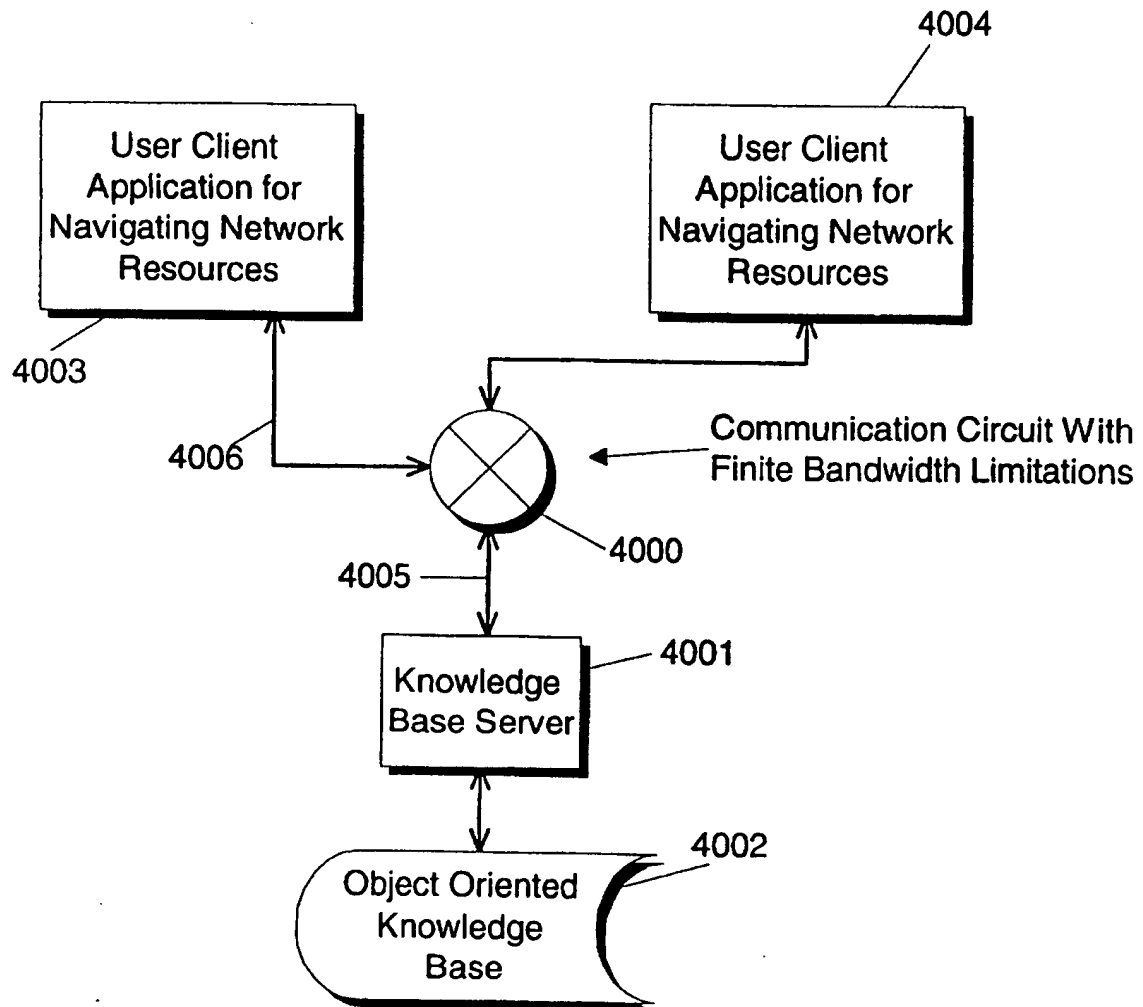 4004
User Client
Application for
Navigating Network
Resources
User Client
Application for
Navigating Network
Resources
4003
4006
Communication Circuit With
Finite Bandwidth Limitations
4000
4005
4001
Knowledge
Base Server
4002
Object Oriented
Knowledge
Base